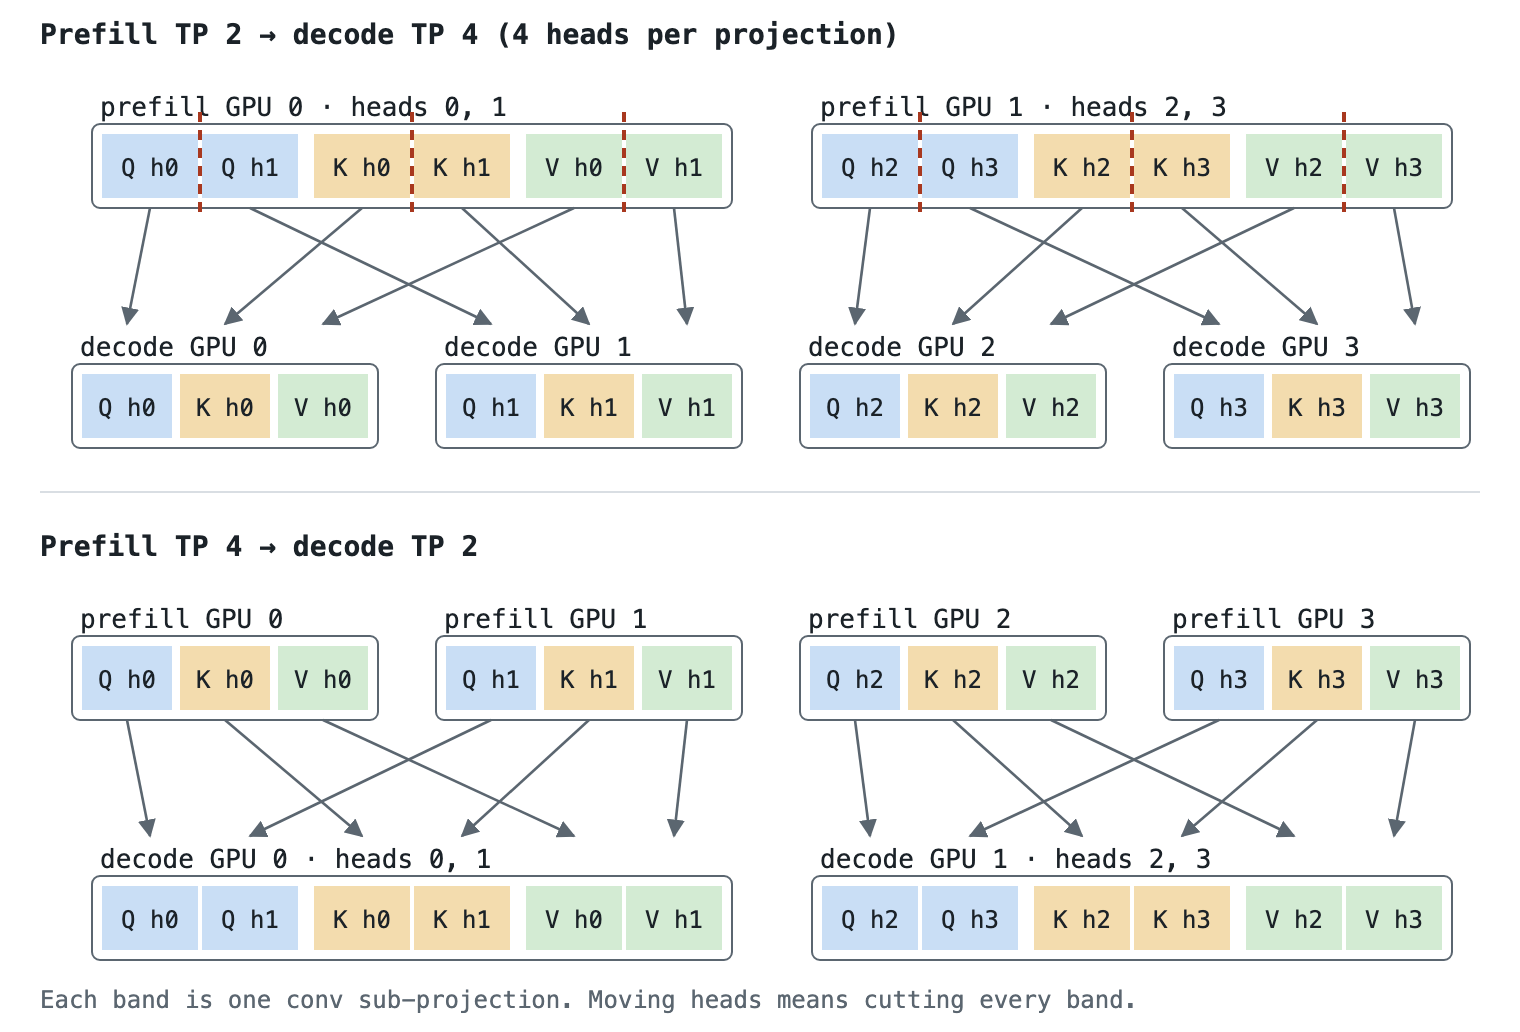 Prefill TP 2 → decode TP 4 (4 heads per projection)
prefill GPU 0 · heads 0, 1
prefill GPU 1 · heads 2, 3
Q h0 Q h1 K h0 K h1 V h0 V h1
Q h2 Q h3 K h2 K h3 V h2 V h3
decode GPU 0
decode GPU 1
decode GPU 2
decode GPU 3
Q h0 K h0 V h0
Q h1 K h1 V h1
Q h2 K h2 V h2
Q h3 K h3 V h3
Prefill TP 4 → decode TP 2
prefill GPU 0
prefill GPU 1
prefill GPU 2
prefill GPU 3
Q h0 K h0 V h0
Q h1 K h1 V h1
Q h2 K h2 V h2
Q h3 K h3 V h3
decode GPU 0 · heads 0, 1
decode GPU 1 · heads 2, 3
Q h0 Q h1 K h0 K h1 V h0 V h1
Q h2 Q h3 K h2 K h3 V h2 V h3
Each band is one conv sub-projection. Moving heads means cutting every band.